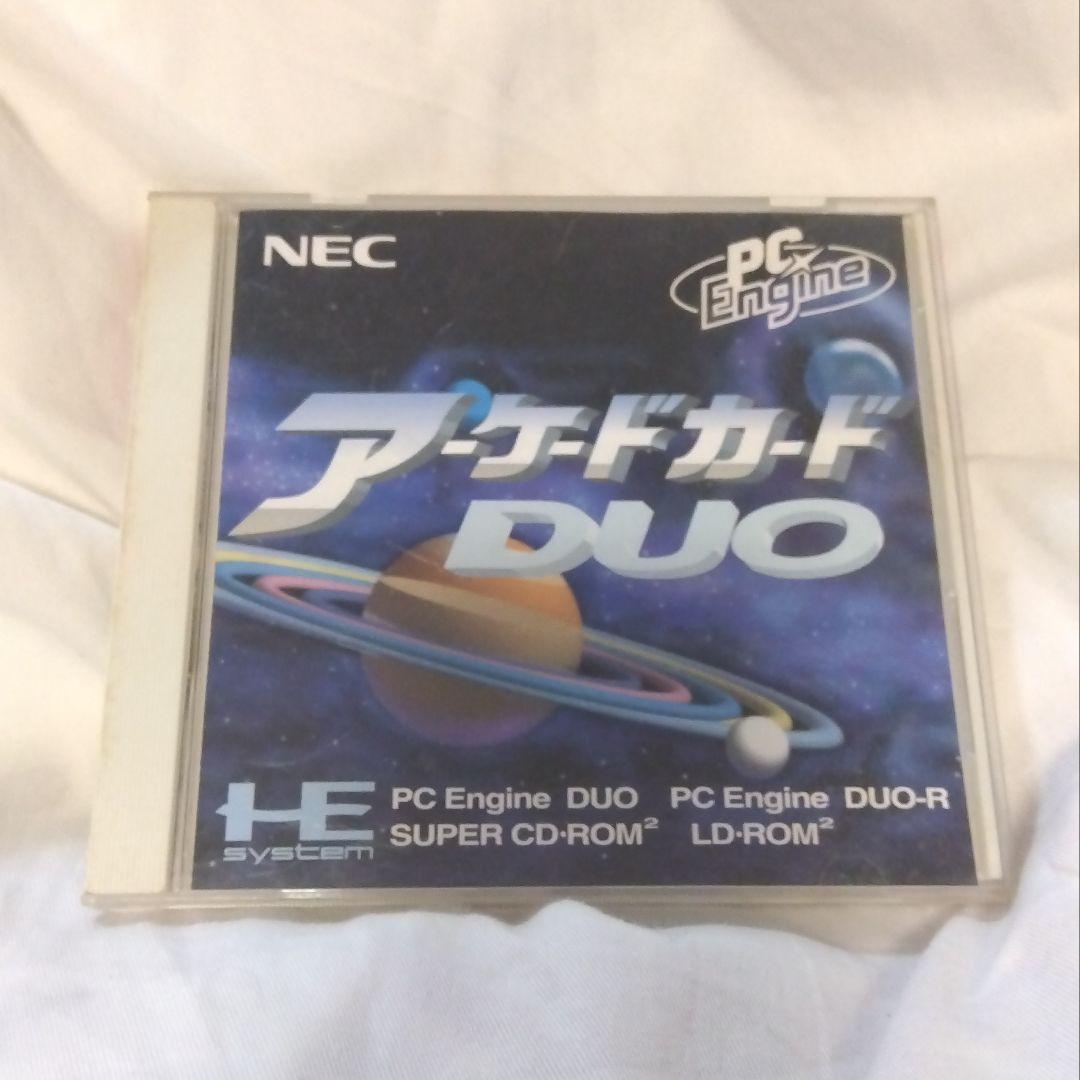 NEC
PC Engine
アーケードカード
DUO
HE system
PC Engine DUO PC Engine DUO-R
SUPER CD･ROM² LD･ROM²